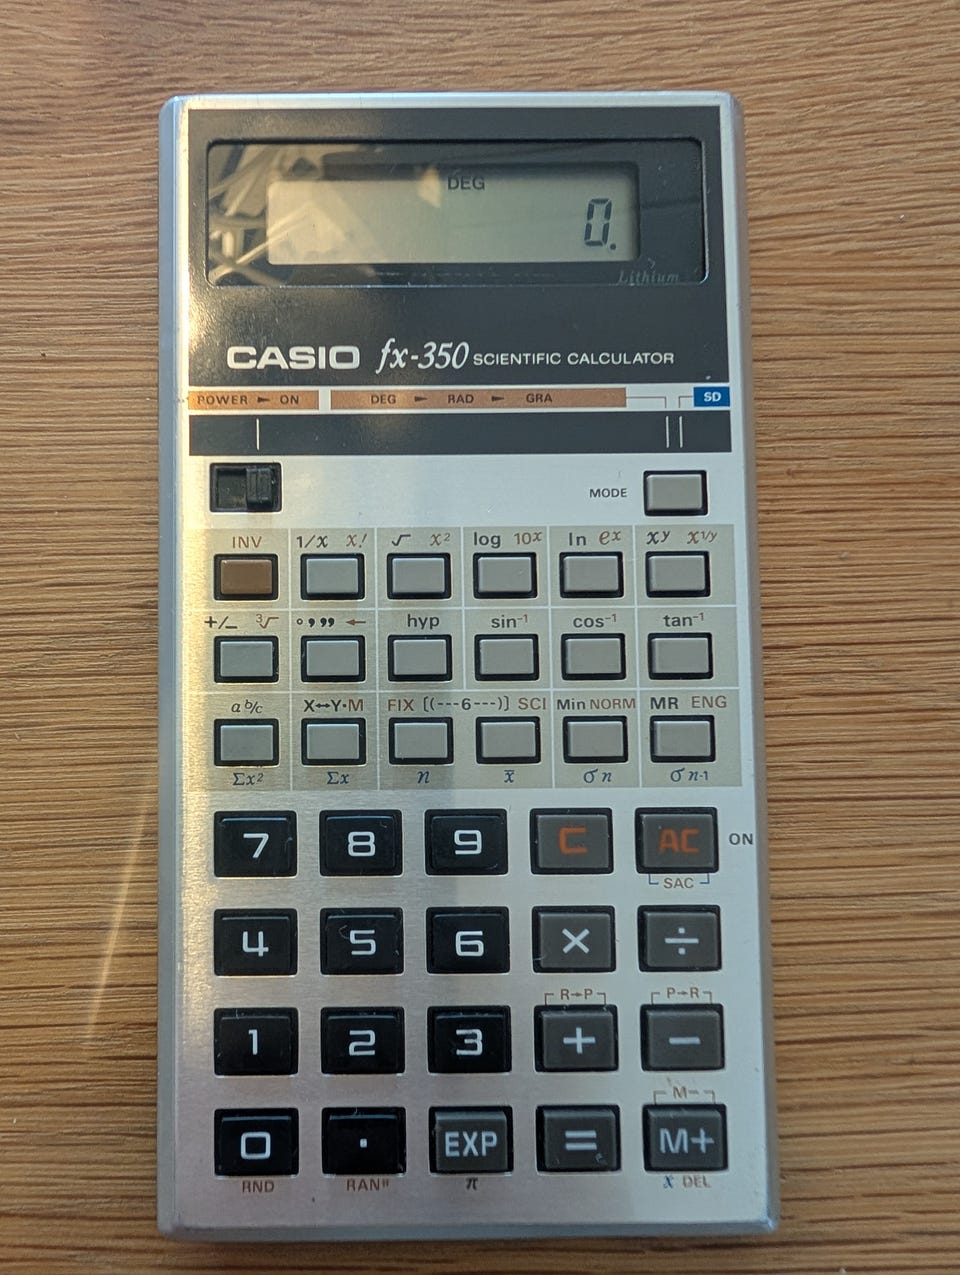 DEG
0.
Lithium
CASIO fx-350 SCIENTIFIC CALCULATOR
POWER ► ON DEG ► RAD ► GRA SD
MODE
INV 1/x x! √ x² log 10ˣ ln eˣ xʸ x¹/ʸ
+/− ³√ °,,, ← hyp sin⁻¹ cos⁻¹ tan⁻¹
a b/c X↔Y·M FIX [(---6---)] SCI Min NORM MR ENG
Σx² Σx n x̄ σn σn-1
7 8 9 C AC ON
SAC
4 5 6 × ÷
R→P P→R
1 2 3 + −
M−
0 · EXP = M+
RND RAN# π x DEL